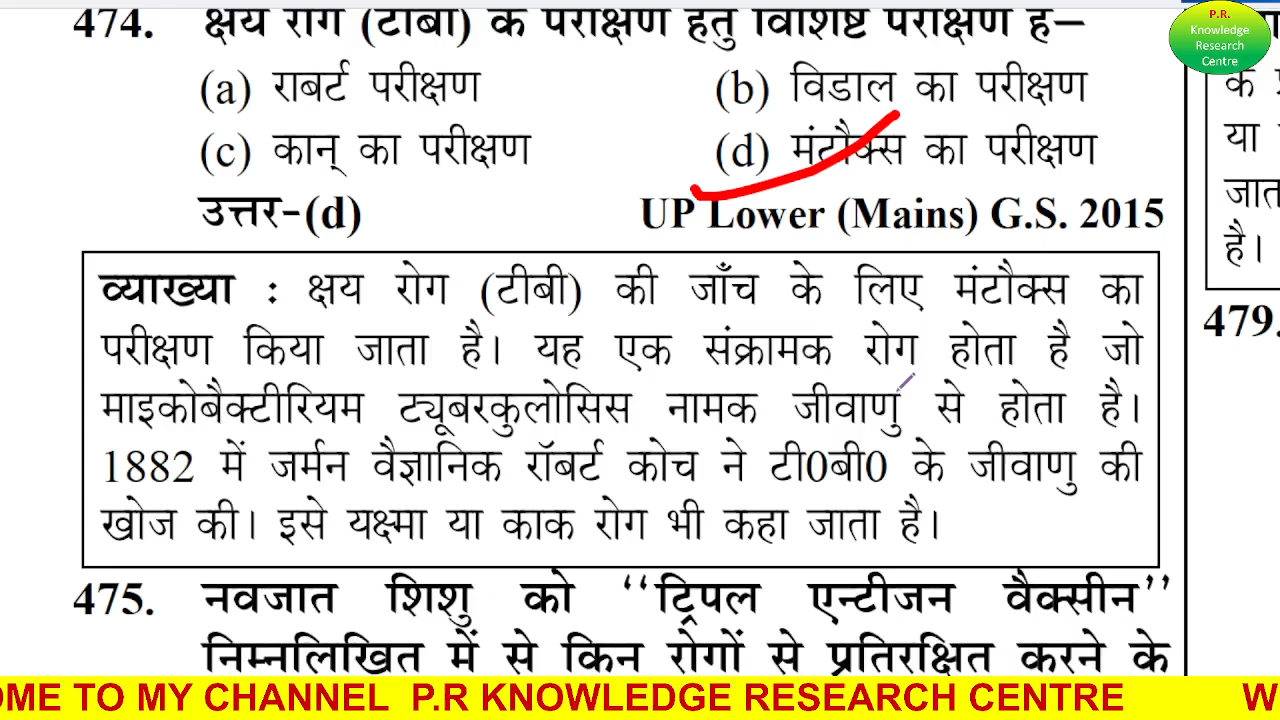 474. क्षय रोग (टीबी) के परीक्षण हेतु विशिष्ट परीक्षण है–
(a) राबर्ट परीक्षण (b) विडाल का परीक्षण
(c) कान् का परीक्षण (d) मंटौक्स का परीक्षण
उत्तर-(d) UP Lower (Mains) G.S. 2015
व्याख्या : क्षय रोग (टीबी) की जाँच के लिए मंटौक्स का
परीक्षण किया जाता है। यह एक संक्रामक रोग होता है जो
माइकोबैक्टीरियम ट्यूबरकुलोसिस नामक जीवाणु से होता है।
1882 में जर्मन वैज्ञानिक रॉबर्ट कोच ने टी0बी0 के जीवाणु की
खोज की। इसे यक्ष्मा या काक रोग भी कहा जाता है।
475. नवजात शिशु को ‘‘ट्रिपल एन्टीजन वैक्सीन’’
निम्नलिखित में से किन रोगों से प्रतिरक्षित करने के
P.R.
Knowledge
Research
Centre
या
है।
479.
OME TO MY CHANNEL P.R KNOWLEDGE RESEARCH CENTRE W